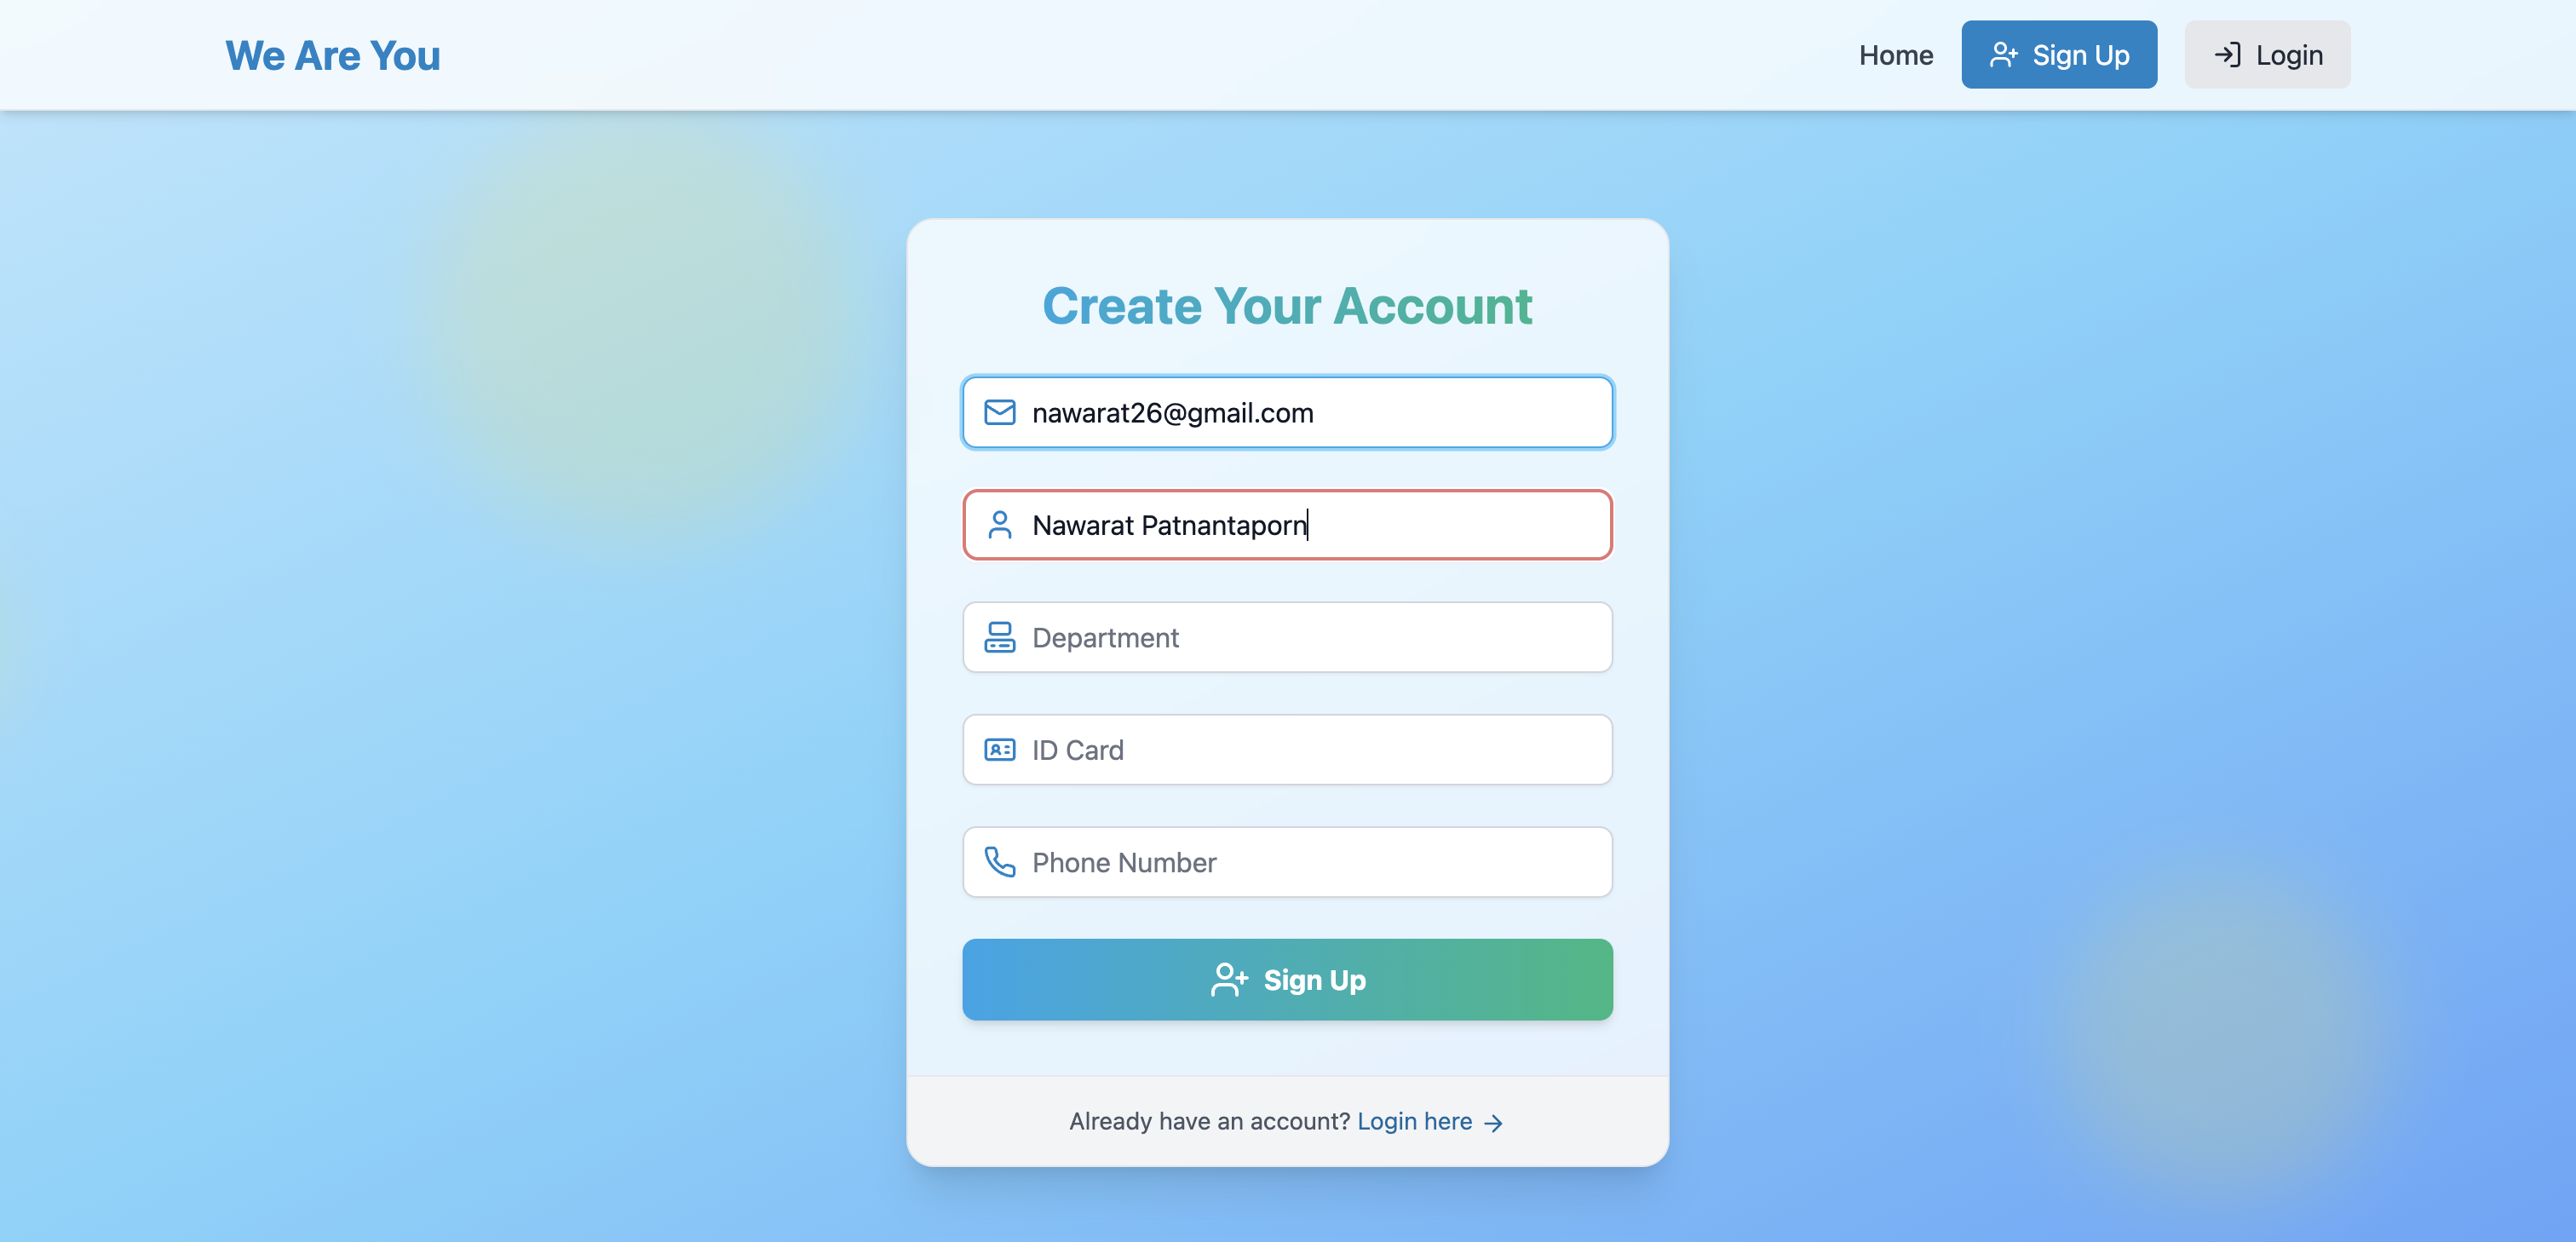 We Are You
Home
Sign Up
Login
Create Your Account
nawarat26@gmail.com
Nawarat Patnantaporn
Department
ID Card
Phone Number
Sign Up
Already have an account? Login here →